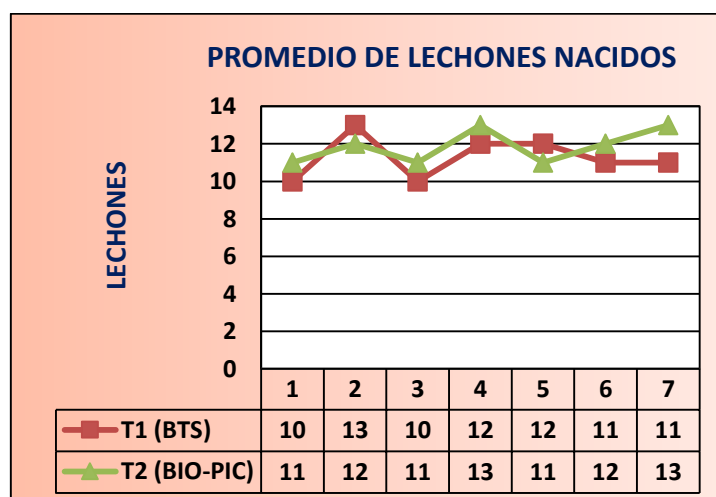 PROMEDIO DE LECHONES NACIDOS
LECHONES
14
12
10
8
6
4
2
0
1 2 3 4 5 6 7
T1 (BTS) 10 13 10 12 12 11 11
T2 (BIO-PIC) 11 12 11 13 11 12 13